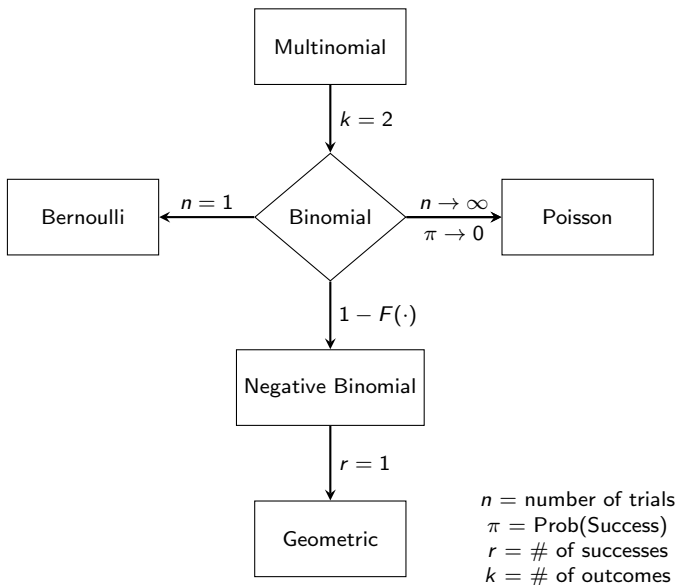 Multinomial
k = 2
Bernoulli
n = 1
Binomial
n → ∞
π → 0
Poisson
1 − F(·)
Negative Binomial
r = 1
Geometric
n = number of trials
π = Prob(Success)
r = # of successes
k = # of outcomes